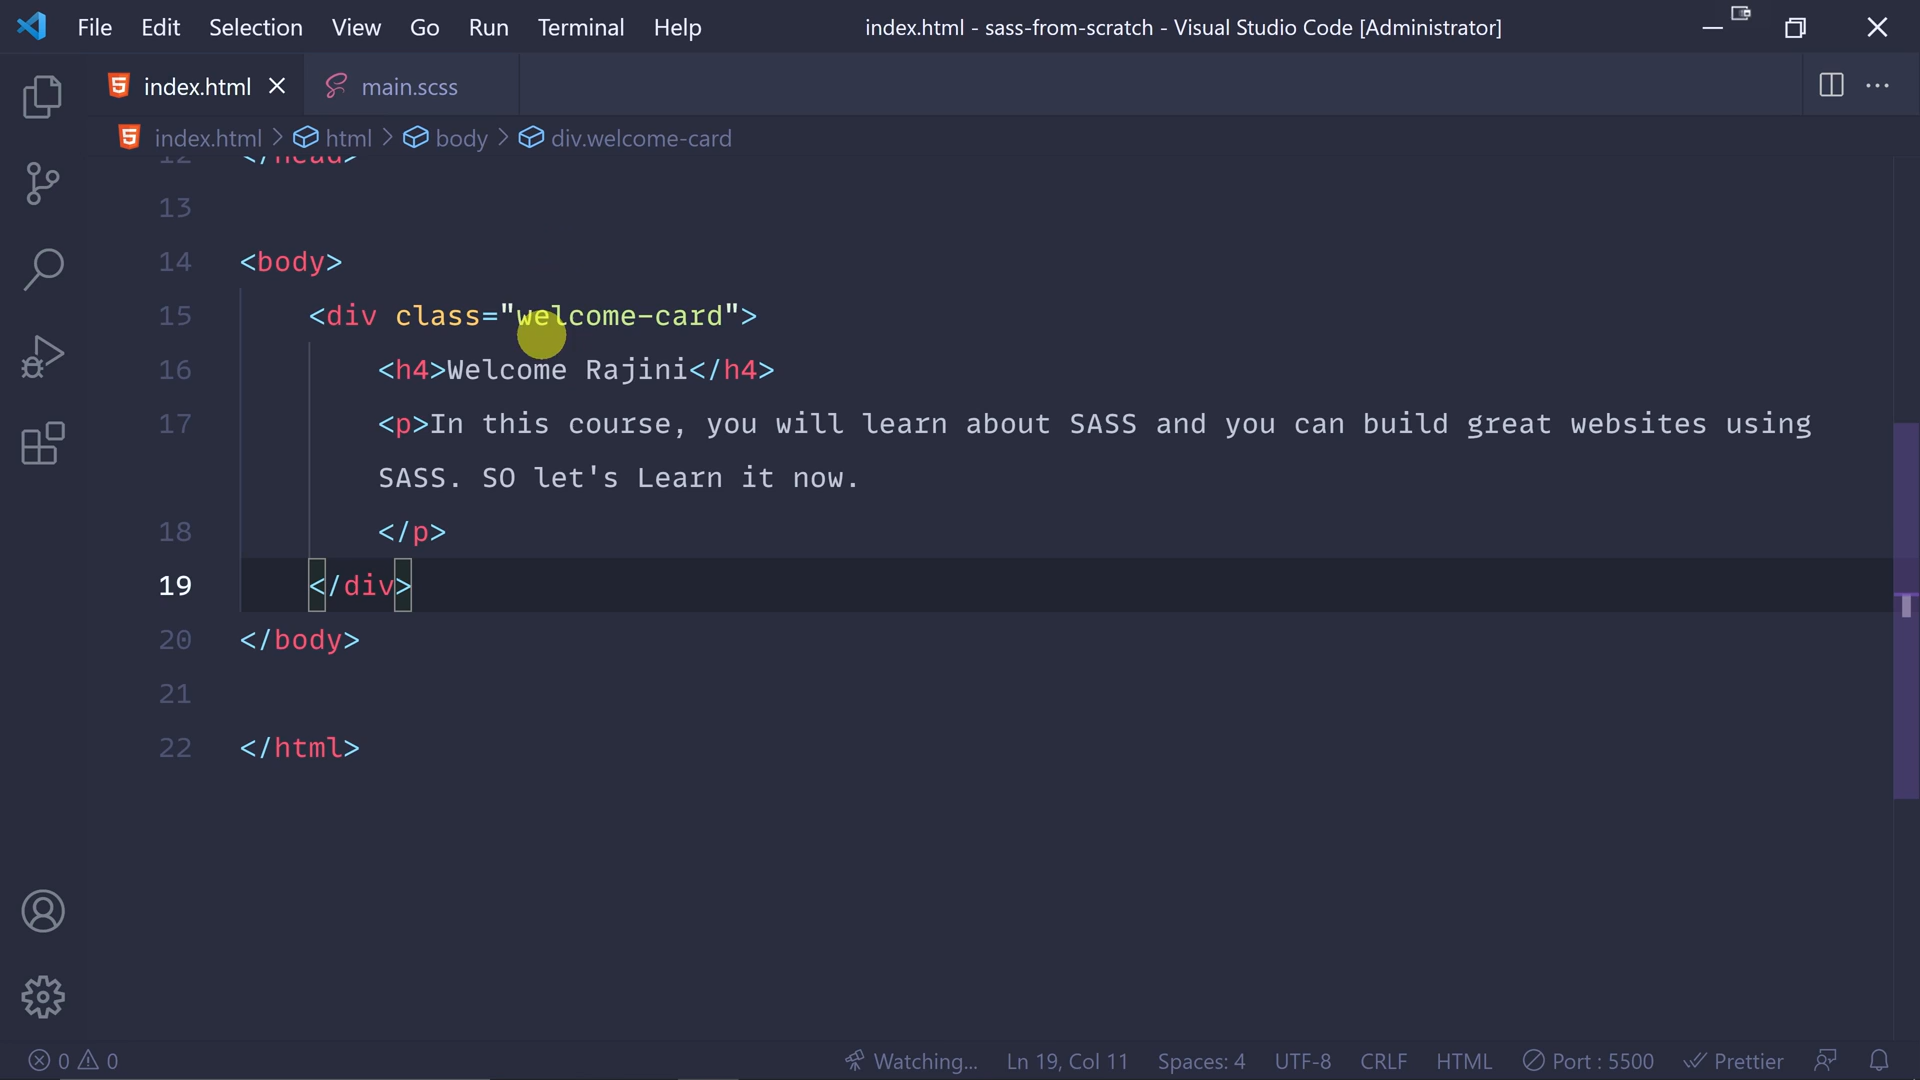 File Edit Selection View Go Run Terminal Help index.html - sass-from-scratch - Visual Studio Code [Administrator]
index.html main.scss
index.html > html > body > div.welcome-card
12 </head>
13
14 <body>
15 <div class="welcome-card">
16 <h4>Welcome Rajini</h4>
17 <p>In this course, you will learn about SASS and you can build great websites using
SASS. SO let's Learn it now.
18 </p>
19 </div>
20 </body>
21
22 </html>
0 0 Watching... Ln 19, Col 11 Spaces: 4 UTF-8 CRLF HTML Port : 5500 Prettier